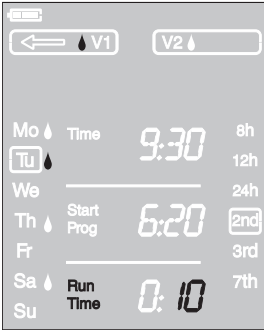 V1 V2
Mo Time 9:30 8h
Tu 12h
We 24h
Th Start Prog 6:20 2nd
Fr 3rd
Sa Run Time 0:10 7th
Su